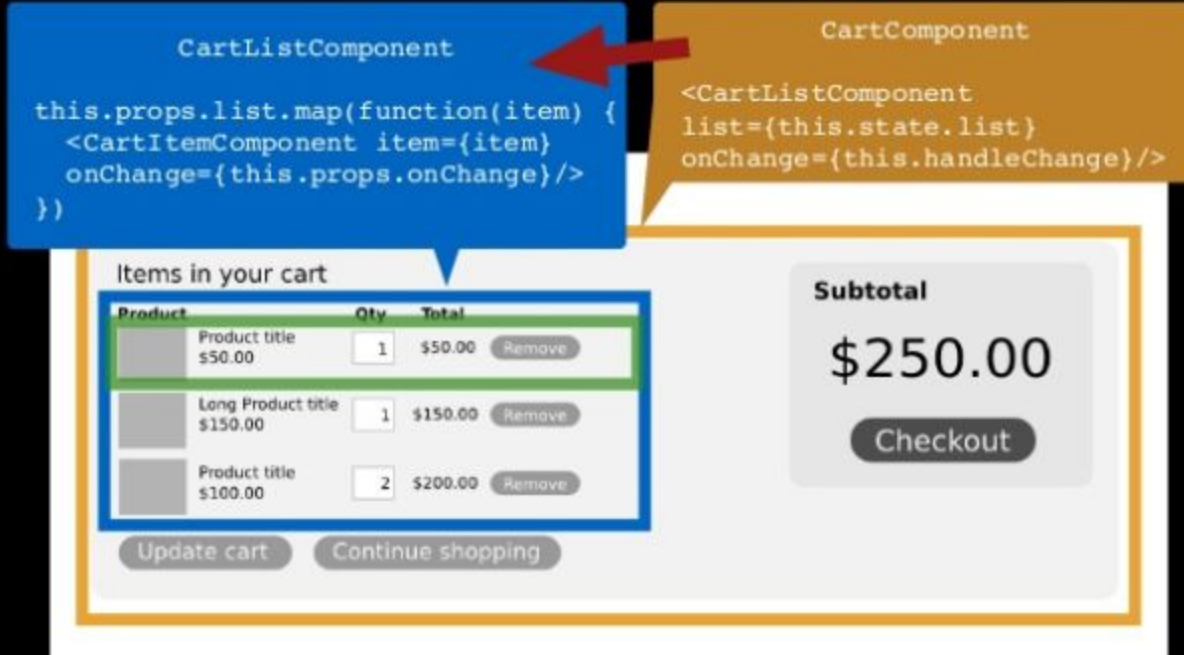 CartListComponent
this.props.list.map(function(item) {
<CartItemComponent item={item}
onChange={this.props.onChange}/>
})
CartComponent
<CartListComponent
list={this.state.list}
onChange={this.handleChange}/>
Items in your cart
Product Qty Total
Product title
$50.00
1 $50.00 Remove
Long Product title
$150.00
1 $150.00 Remove
Product title
$100.00
2 $200.00 Remove
Update cart Continue shopping
Subtotal
$250.00
Checkout